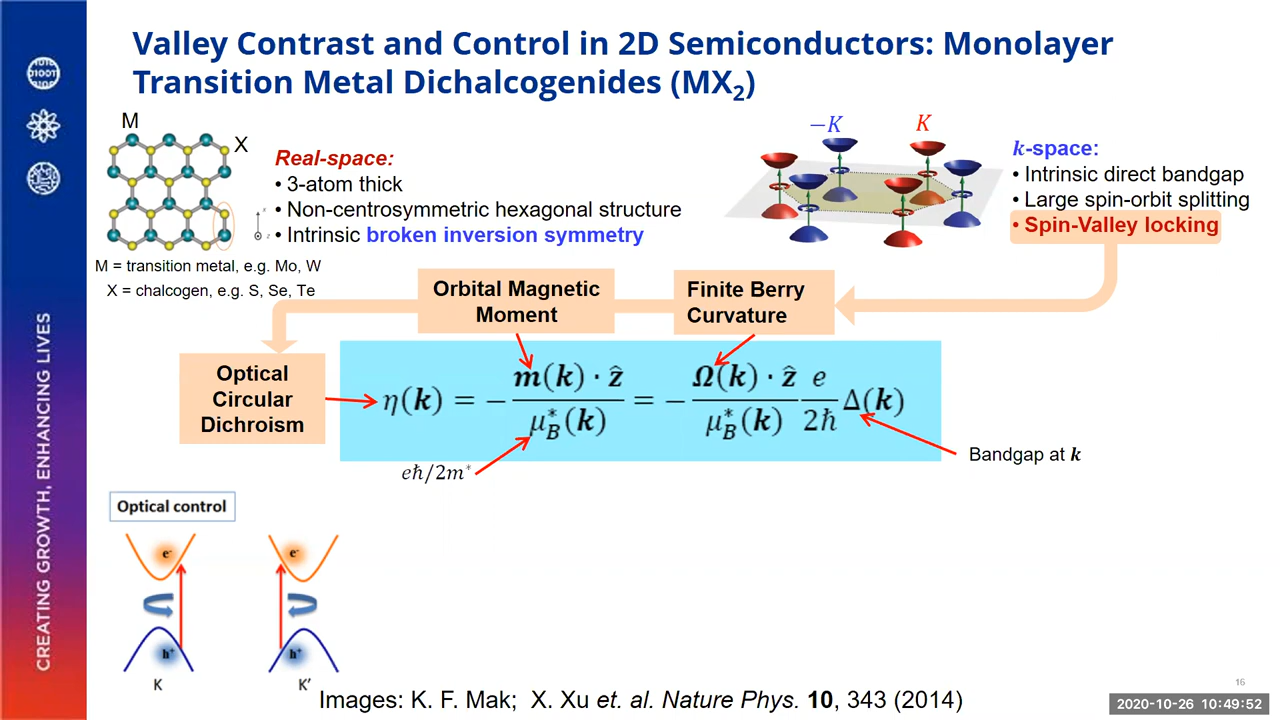 Valley Contrast and Control in 2D Semiconductors: Monolayer
Transition Metal Dichalcogenides (MX₂)
M
X
Real-space:
• 3-atom thick
• Non-centrosymmetric hexagonal structure
• Intrinsic broken inversion symmetry
M = transition metal, e.g. Mo, W
X = chalcogen, e.g. S, Se, Te
−K
K
k-space:
• Intrinsic direct bandgap
• Large spin-orbit splitting
• Spin-Valley locking
Orbital Magnetic
Moment
Finite Berry
Curvature
Optical
Circular
Dichroism
η(k) = − m(k) · ẑ / μ*_B(k) = − Ω(k) · ẑ / μ*_B(k) e / 2ħ Δ(k)
eħ/2m*
Bandgap at k
Optical control
e-
e-
h+
h+
K
K′
Images: K. F. Mak; X. Xu et. al. Nature Phys. 10, 343 (2014)
16
2020-10-26 10:49:52
CREATING GROWTH, ENHANCING LIVES